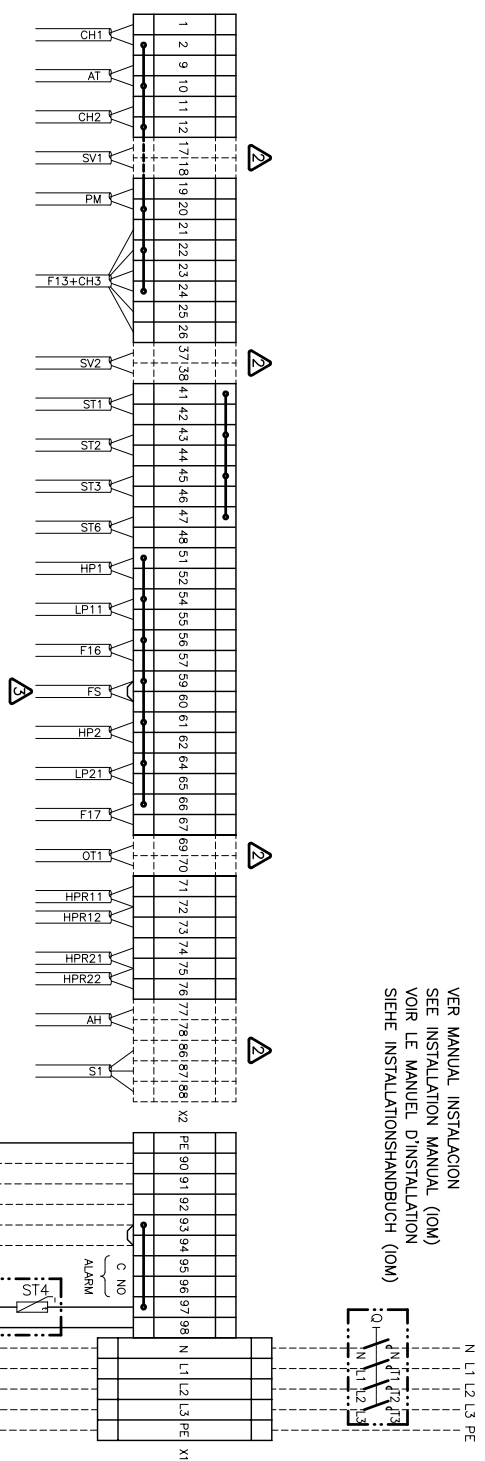 VER MANUAL INSTALACION
SEE INSTALLATION MANUAL (IOM)
VOIR LE MANUEL D'INSTALLATION
SIEHE INSTALLATIONSHANDBUCH (IOM)
N L1 L2 L3 PE
Q
N T1 T2 T3
N L1 L2 L3
2 2 2 2
1 2 9 10 11 12 17 18 19 20 21 22 23 24 25 26 37 38 41 42 43 44 45 46 47 48 51 52 54 55 56 57 59 60 61 62 64 65 66 67 69 70 71 72 73 74 75 76 77 78 86 87 88 X2
PE 90 91 92 93 94 95 96 97 98
N L1 L2 L3 PE X1
C NO
ALARM
ST4
CH1
AT
CH2
SV1
PM
F13+CH3
SV2
ST1
ST2
ST3
ST6
HP1
LP11
F16
FS
HP2
LP21
F17
OT1
HPR11
HPR12
HPR21
HPR22
AH
S1
3